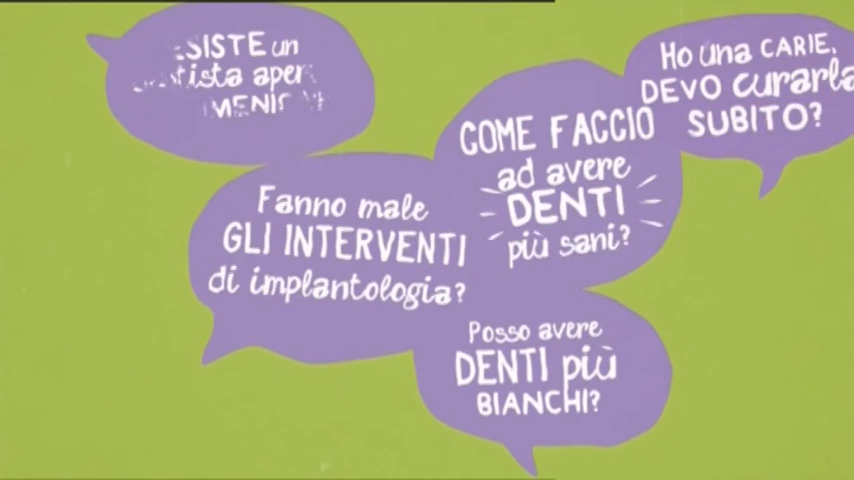 un
Fanno male
GLI INTERVENTI
di implantologia?
COME FACCIO
ad avere
DENTI
più sani?
Ho una CARIE,
DEVO curarla
SUBITO?
Posso avere
DENTI più
BIANCHI?